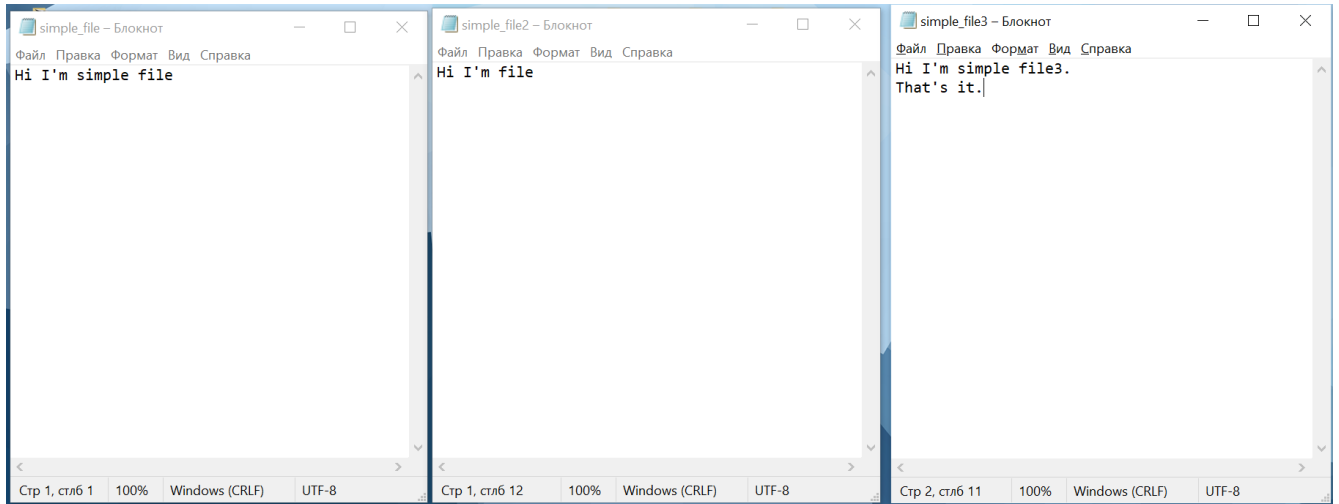 simple_file – Блокнот
Файл Правка Формат Вид Справка
Hi I'm simple file
Стр 1, стлб 1 100% Windows (CRLF) UTF-8
simple_file2 – Блокнот
Файл Правка Формат Вид Справка
Hi I'm file
Стр 1, стлб 12 100% Windows (CRLF) UTF-8
simple_file3 – Блокнот
Файл Правка Формат Вид Справка
Hi I'm simple file3.
That's it.
Стр 2, стлб 11 100% Windows (CRLF) UTF-8